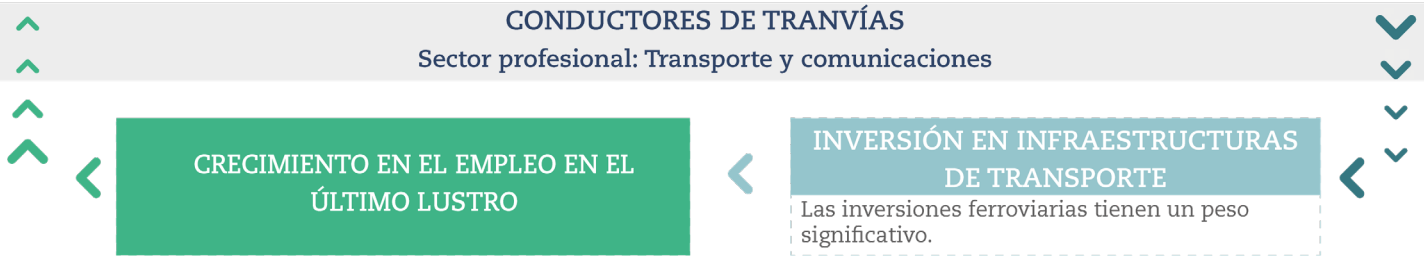 CONDUCTORES DE TRANVÍAS
Sector profesional: Transporte y comunicaciones
CRECIMIENTO EN EL EMPLEO EN EL
ÚLTIMO LUSTRO
INVERSIÓN EN INFRAESTRUCTURAS
DE TRANSPORTE
Las inversiones ferroviarias tienen un peso
significativo.